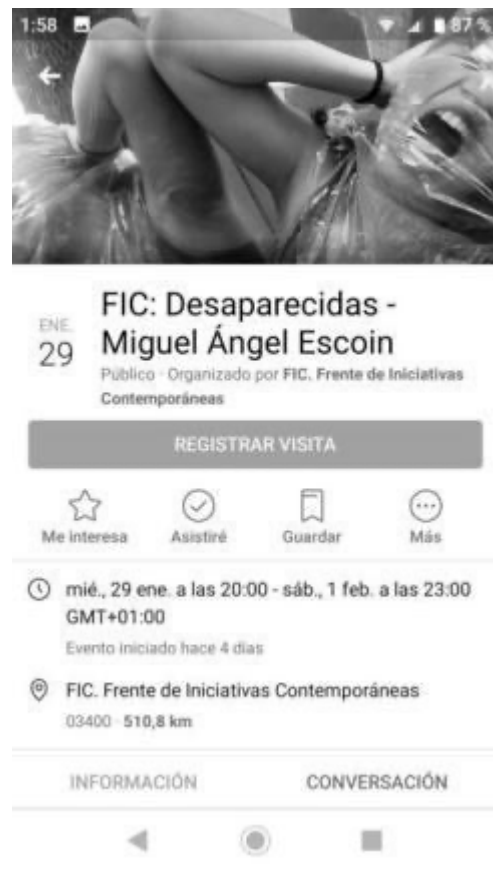 1:58 87 %
FIC: Desaparecidas -
ENE.
29
Miguel Ángel Escoin
Público · Organizado por FIC. Frente de Iniciativas
Contemporáneas
REGISTRAR VISITA
Me interesa Asistiré Guardar Más
mié., 29 ene. a las 20:00 - sáb., 1 feb. a las 23:00
GMT+01:00
Evento iniciado hace 4 días
FIC. Frente de Iniciativas Contemporáneas
03400 · 510,8 km
INFORMACIÓN CONVERSACIÓN